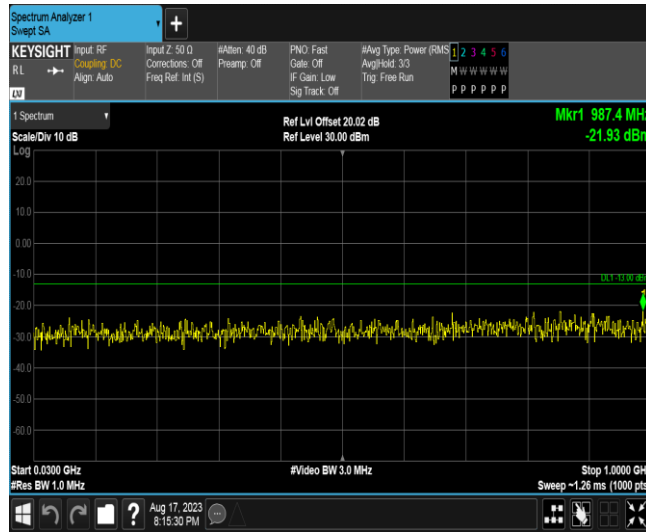 Spectrum Analyzer 1
Swept SA
+
KEYSIGHT Input: RF Input Z: 50 Ω #Atten: 40 dB PNO: Fast #Avg Type: Power (RMS 1 2 3 4 5 6
RL Coupling: DC Corrections: Off Preamp: Off Gate: Off Avg|Hold: 3/3 M W W W W W
Align: Auto Freq Ref: Int (S) IF Gain: Low Trig: Free Run
LXI Sig Track: Off P P P P P P
1 Spectrum Ref Lvl Offset 20.02 dB Mkr1 987.4 MHz
Scale/Div 10 dB Ref Level 30.00 dBm -21.93 dBm
Log
20.0
10.0
0.00
-10.0
DL1 -13.00 dBm
1
-20.0
-30.0
-40.0
-50.0
-60.0
Start 0.0300 GHz #Video BW 3.0 MHz Stop 1.0000 GH
#Res BW 1.0 MHz Sweep ~1.26 ms (1000 pts
? Aug 17, 2023
8:15:30 PM